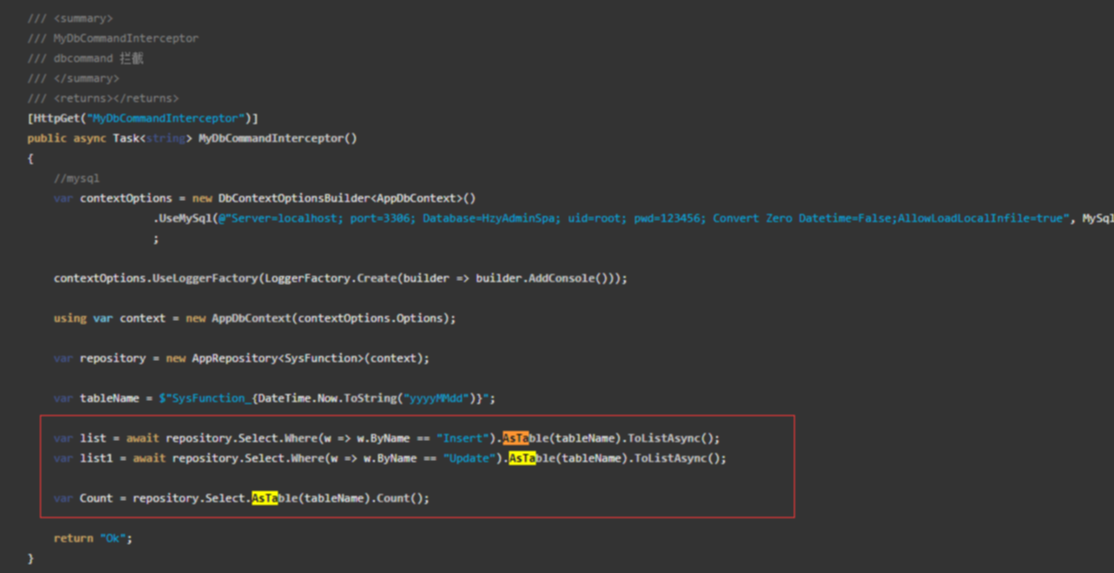 /// <summary>
/// MyDbCommandInterceptor
/// dbcommand 拦截
/// </summary>
/// <returns></returns>
[HttpGet("MyDbCommandInterceptor")]
public async Task<string> MyDbCommandInterceptor()
{
//mysql
var contextOptions = new DbContextOptionsBuilder<AppDbContext>()
.UseMySql(@"Server=localhost; port=3306; Database=HzyAdminSpa; uid=root; pwd=123456; Convert Zero Datetime=False;AllowLoadLocalInfile=true", MySql
;
contextOptions.UseLoggerFactory(LoggerFactory.Create(builder => builder.AddConsole()));
using var context = new AppDbContext(contextOptions.Options);
var repository = new AppRepository<SysFunction>(context);
var tableName = $"SysFunction_{DateTime.Now.ToString("yyyyMMdd")}";
var list = await repository.Select.Where(w => w.ByName == "Insert").AsTable(tableName).ToListAsync();
var list1 = await repository.Select.Where(w => w.ByName == "Update").AsTable(tableName).ToListAsync();
var Count = repository.Select.AsTable(tableName).Count();
return "Ok";
}